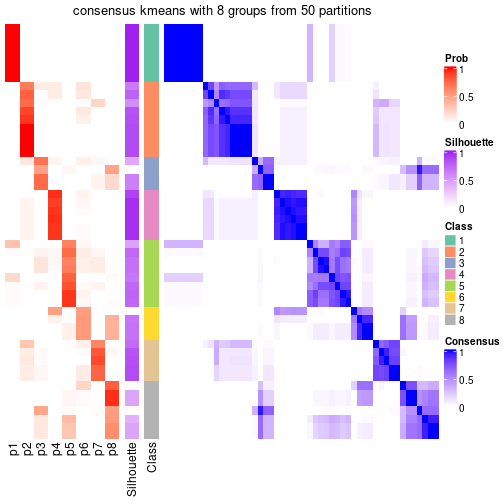 consensus kmeans with 8 groups from 50 partitions
p1
p2
p3
p4
p5
p6
p7
p8
Silhouette
Class
Prob
1
0.5
0
Silhouette
1
0.5
0
Class
1
2
3
4
5
6
7
8
Consensus
1
0.5
0